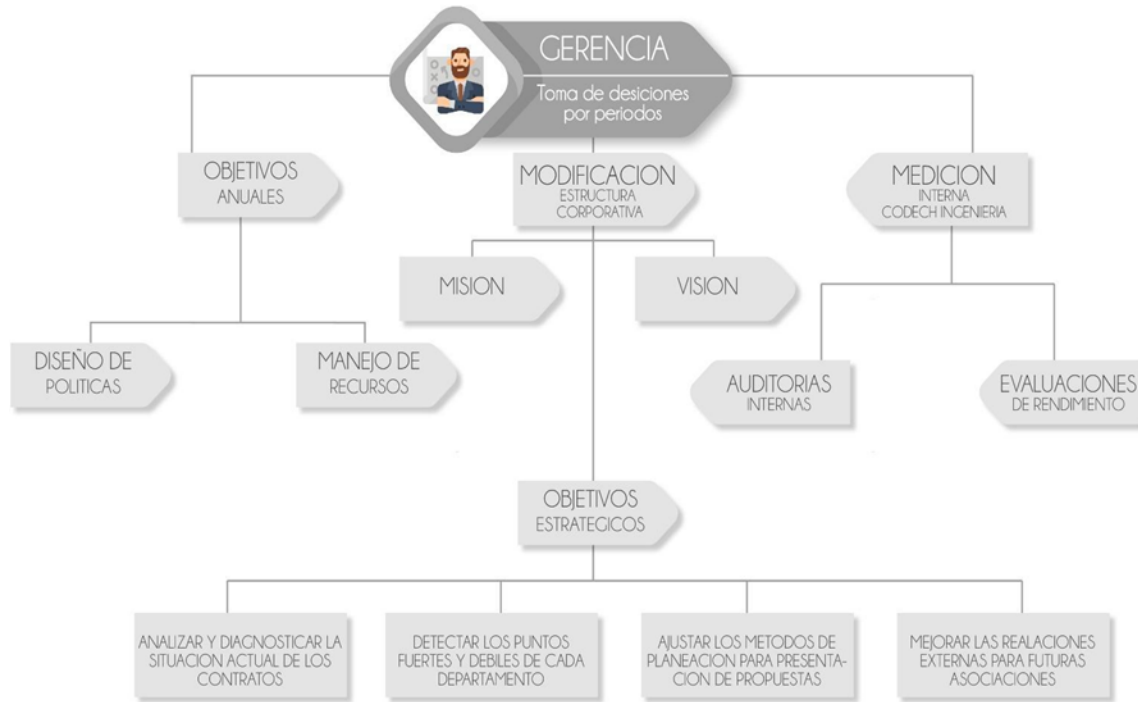 GERENCIA
Toma de desiciones
por periodos
OBJETIVOS
ANUALES
MODIFICACION
ESTRUCTURA
CORPORATIVA
MEDICION
INTERNA
CODECH INGENIERIA
MISION
VISION
DISEÑO DE
POLITICAS
MANEJO DE
RECURSOS
AUDITORIAS
INTERNAS
EVALUACIONES
DE RENDIMIENTO
OBJETIVOS
ESTRATEGICOS
ANALIZAR Y DIAGNOSTICAR LA
SITUACION ACTUAL DE LOS
CONTRATOS
DETECTAR LOS PUNTOS
FUERTES Y DEBILES DE CADA
DEPARTAMENTO
AJUSTAR LOS METODOS DE
PLANEACION PARA PRESENTA-
CION DE PROPUESTAS
MEJORAR LAS REALACIONES
EXTERNAS PARA FUTURAS
ASOCIACIONES